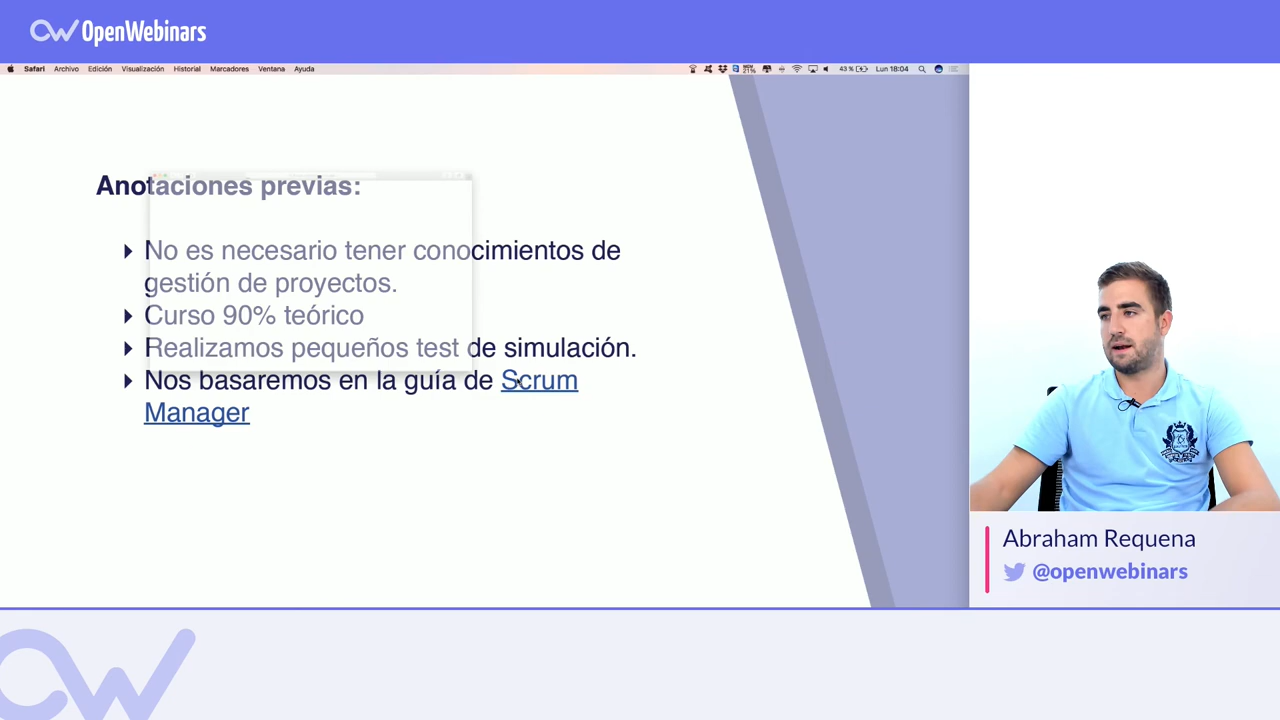 OpenWebinars
Safari Archivo Edición Visualización Historial Marcadores Ventana Ayuda
43 % Lun 18:04
Anotaciones previas:
No es necesario tener conocimientos de
gestión de proyectos.
Curso 90% teórico
Realizamos pequeños test de simulación.
Nos basaremos en la guía de Scrum
Manager
Abraham Requena
@openwebinars